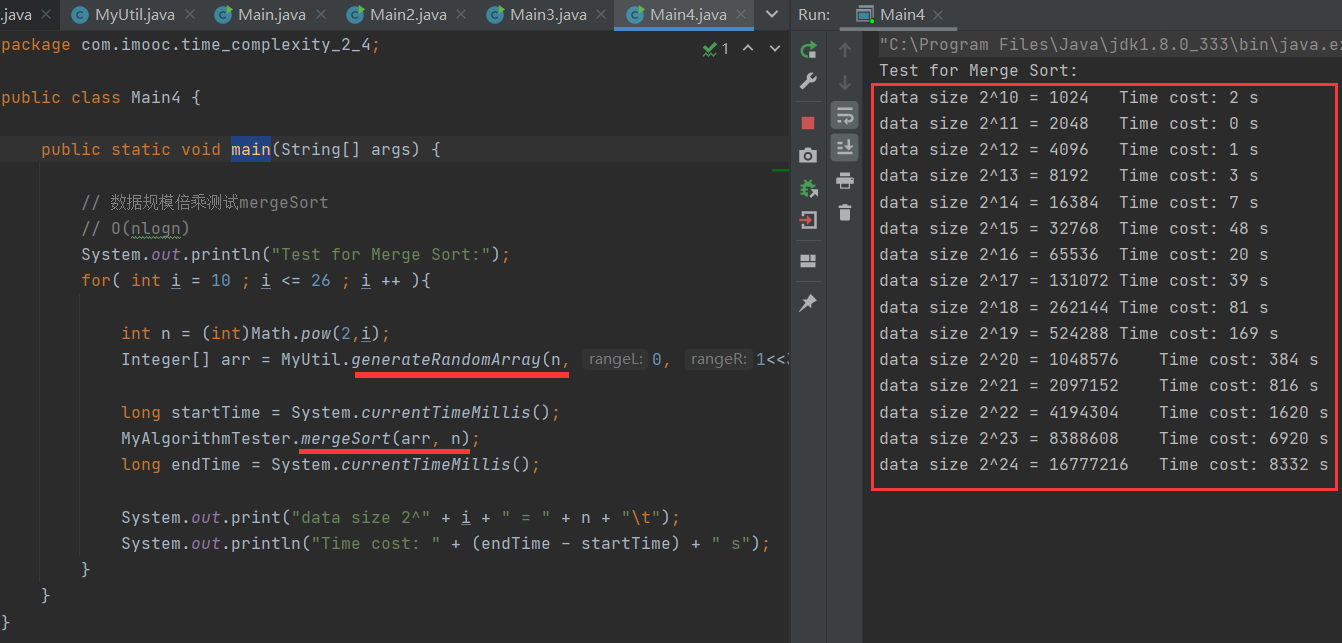 .java MyUtil.java Main.java Main2.java Main3.java Main4.java Run: Main4
package com.imooc.time_complexity_2_4;
1
public class Main4 {
public static void main(String[] args) {
// 数据规模倍乘测试mergeSort
// O(nlogn)
System.out.println("Test for Merge Sort:");
for( int i = 10 ; i <= 26 ; i ++ ){
int n = (int)Math.pow(2,i);
Integer[] arr = MyUtil.generateRandomArray(n, rangeL: 0, rangeR: 1<<
long startTime = System.currentTimeMillis();
MyAlgorithmTester.mergeSort(arr, n);
long endTime = System.currentTimeMillis();
System.out.print("data size 2^" + i + " = " + n + "\t");
System.out.println("Time cost: " + (endTime - startTime) + " s");
}
}
}
"C:\Program Files\Java\jdk1.8.0_333\bin\java.ex
Test for Merge Sort:
data size 2^10 = 1024 Time cost: 2 s
data size 2^11 = 2048 Time cost: 0 s
data size 2^12 = 4096 Time cost: 1 s
data size 2^13 = 8192 Time cost: 3 s
data size 2^14 = 16384 Time cost: 7 s
data size 2^15 = 32768 Time cost: 48 s
data size 2^16 = 65536 Time cost: 20 s
data size 2^17 = 131072 Time cost: 39 s
data size 2^18 = 262144 Time cost: 81 s
data size 2^19 = 524288 Time cost: 169 s
data size 2^20 = 1048576 Time cost: 384 s
data size 2^21 = 2097152 Time cost: 816 s
data size 2^22 = 4194304 Time cost: 1620 s
data size 2^23 = 8388608 Time cost: 6920 s
data size 2^24 = 16777216 Time cost: 8332 s